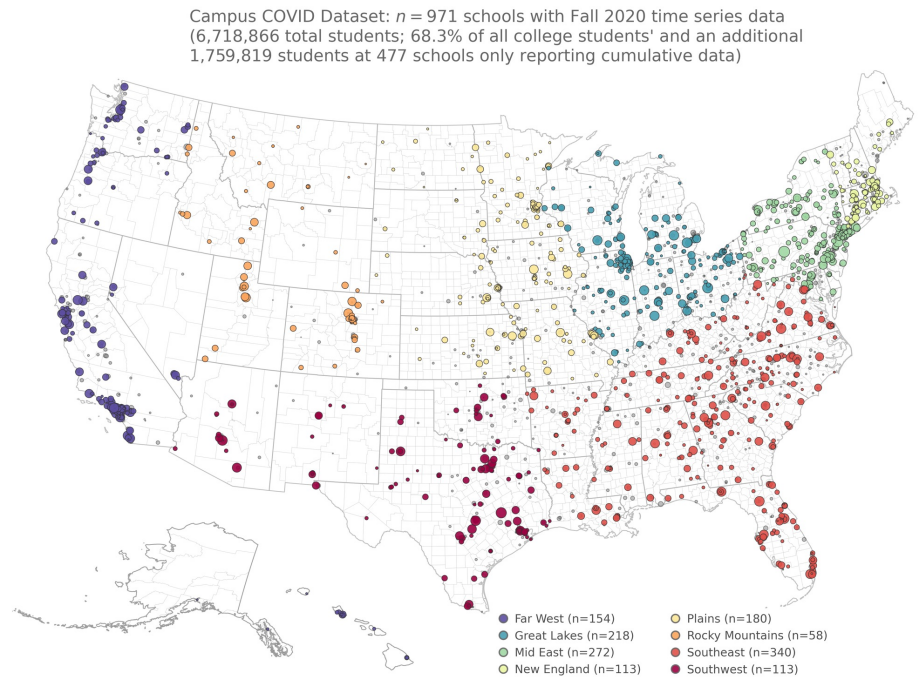 Campus COVID Dataset: n = 971 schools with Fall 2020 time series data
(6,718,866 total students; 68.3% of all college students' and an additional
1,759,819 students at 477 schools only reporting cumulative data)
Far West (n=154)
Great Lakes (n=218)
Mid East (n=272)
New England (n=113)
Plains (n=180)
Rocky Mountains (n=58)
Southeast (n=340)
Southwest (n=113)